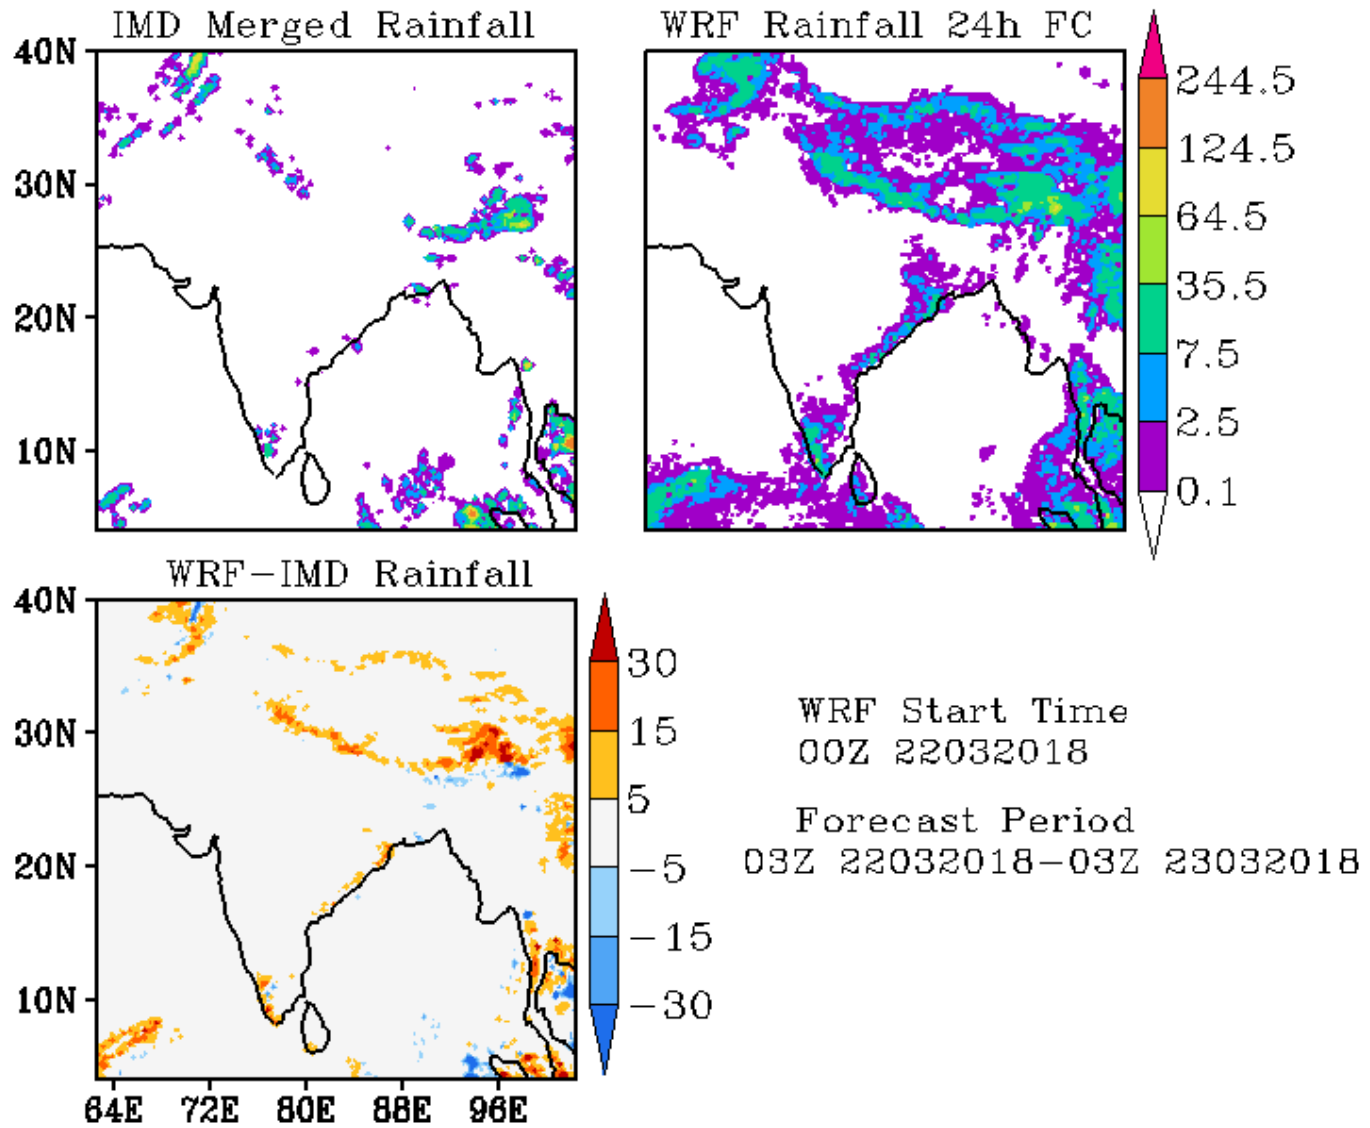 IMD Merged Rainfall
WRF Rainfall 24h FC
40N
30N
20N
10N
244.5
124.5
64.5
35.5
7.5
2.5
0.1
WRF-IMD Rainfall
40N
30N
20N
10N
64E 72E 80E 88E 96E
30
15
5
-5
-15
-30
WRF Start Time
00Z 22032018
Forecast Period
03Z 22032018-03Z 23032018